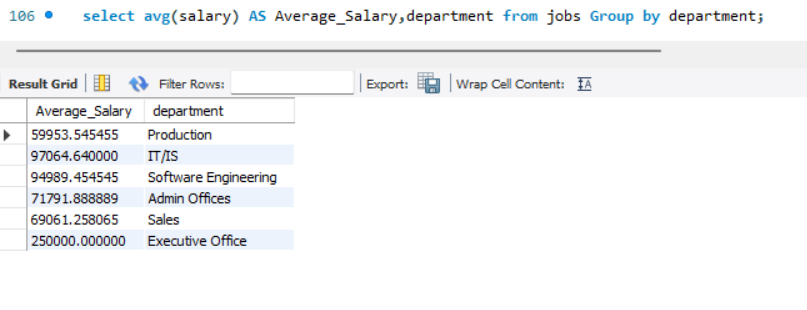 106 select avg(salary) AS Average_Salary,department from jobs Group by department;
Result Grid Filter Rows: Export: Wrap Cell Content: IA
Average_Salary department
59953.545455 Production
97064.640000 IT/IS
94989.454545 Software Engineering
71791.888889 Admin Offices
69061.258065 Sales
250000.000000 Executive Office